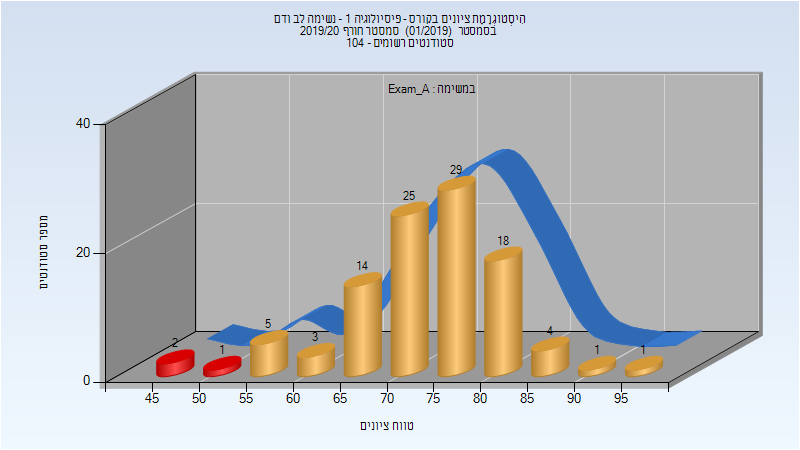 היסטוגרמת ציונים בקורס - פיסיולוגיה 1 - נשימה לב ודם
בסמסטר (01/2019) סמסטר חורף 2019/20
סטודנטים רשומים - 104
במשימה : Exam_A
מספר סטודנטים
40
20
0
2
1
5
3
14
25
29
18
4
1
1
45 50 55 60 65 70 75 80 85 90 95
טווח ציונים